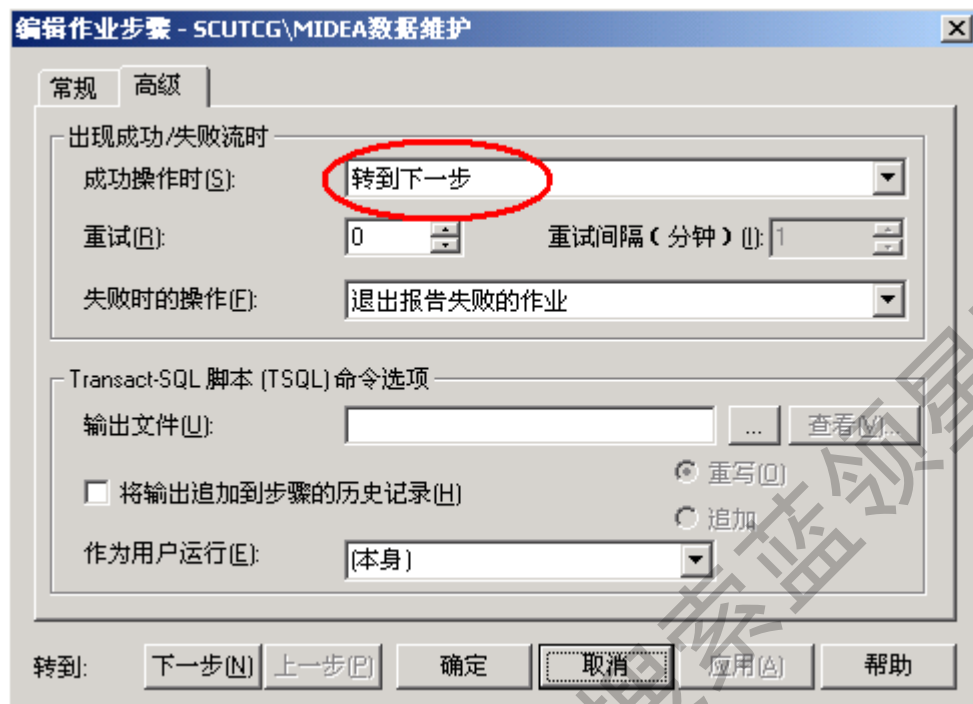 编辑作业步骤 - SCUTCG\MIDEA数据维护
常规 高级
出现成功/失败流时
成功操作时(S): 转到下一步
重试(R): 0 重试间隔(分钟)(I): 1
失败时的操作(F): 退出报告失败的作业
Transact-SQL 脚本 (TSQL) 命令选项
输出文件(U): ... 查看(V)...
重写(O)
将输出追加到步骤的历史记录(H)
追加
作为用户运行(E): (本身)
转到: 下一步(N) 上一步(P) 确定 取消 应用(A) 帮助
搜索蓝领星